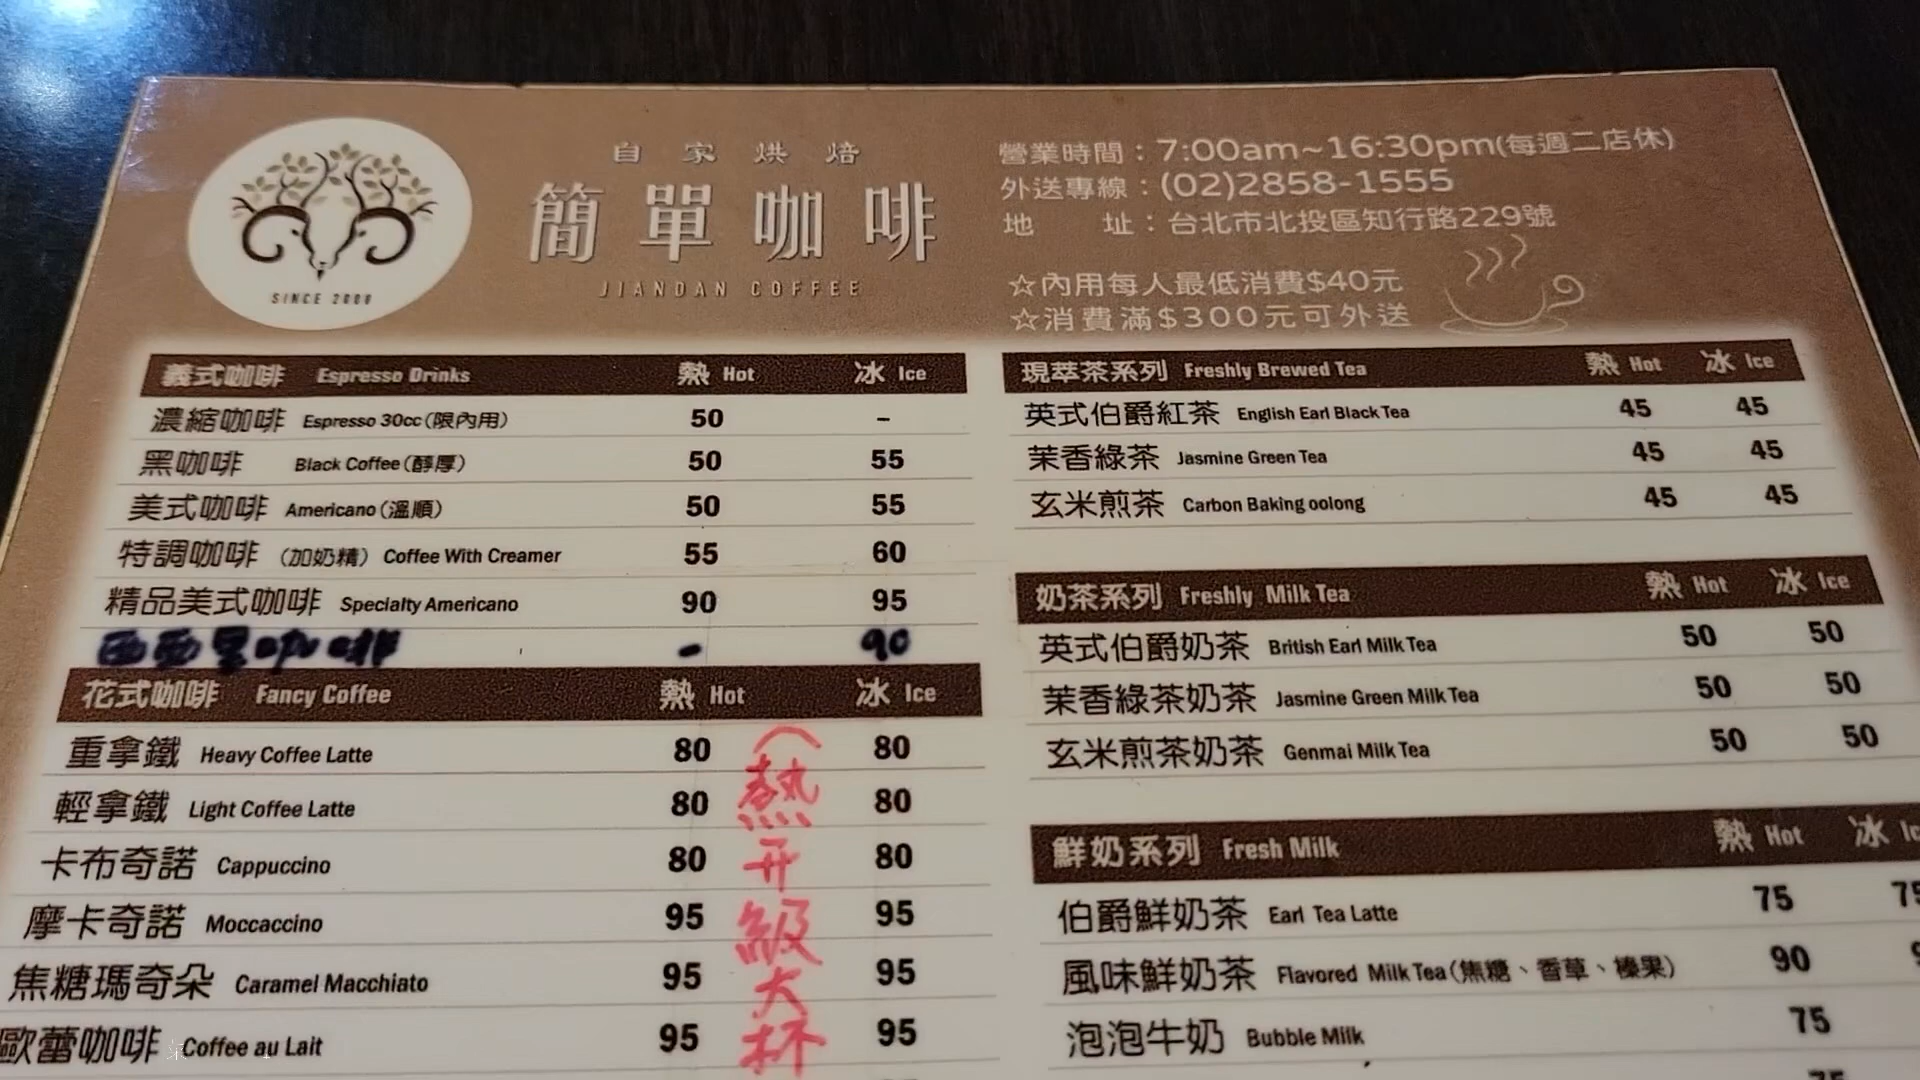 自家烘焙
簡單咖啡
JIANDAN COFFEE
SINCE 2008
營業時間：7:00am~16:30pm(每週二店休)
外送專線：(02)2858-1555
地 址：台北市北投區知行路229號
☆內用每人最低消費$40元
☆消費滿$300元可外送
義式咖啡 Espresso Drinks 熱 Hot 冰 Ice
濃縮咖啡 Espresso 30cc(限內用) 50 -
黑咖啡 Black Coffee(醇厚) 50 55
美式咖啡 Americano(溫順) 50 55
特調咖啡 (加奶精) Coffee With Creamer 55 60
精品美式咖啡 Specialty Americano 90 95
西西里咖啡 - 90
花式咖啡 Fancy Coffee 熱 Hot 冰 Ice
重拿鐵 Heavy Coffee Latte 80 80
輕拿鐵 Light Coffee Latte 80 80
卡布奇諾 Cappuccino 80 80
摩卡奇諾 Moccaccino 95 95
焦糖瑪奇朵 Caramel Macchiato 95 95
歐蕾咖啡 Coffee au Lait 95 95
(熱升級大杯
現萃茶系列 Freshly Brewed Tea 熱 Hot 冰 Ice
英式伯爵紅茶 English Earl Black Tea 45 45
茉香綠茶 Jasmine Green Tea 45 45
玄米煎茶 Carbon Baking oolong 45 45
奶茶系列 Freshly Milk Tea 熱 Hot 冰 Ice
英式伯爵奶茶 British Earl Milk Tea 50 50
茉香綠茶奶茶 Jasmine Green Milk Tea 50 50
玄米煎茶奶茶 Genmai Milk Tea 50 50
鮮奶系列 Fresh Milk 熱 Hot 冰
伯爵鮮奶茶 Earl Tea Latte 75 75
風味鮮奶茶 Flavored Milk Tea(焦糖、香草、榛果) 90
泡泡牛奶 Bubble Milk 75